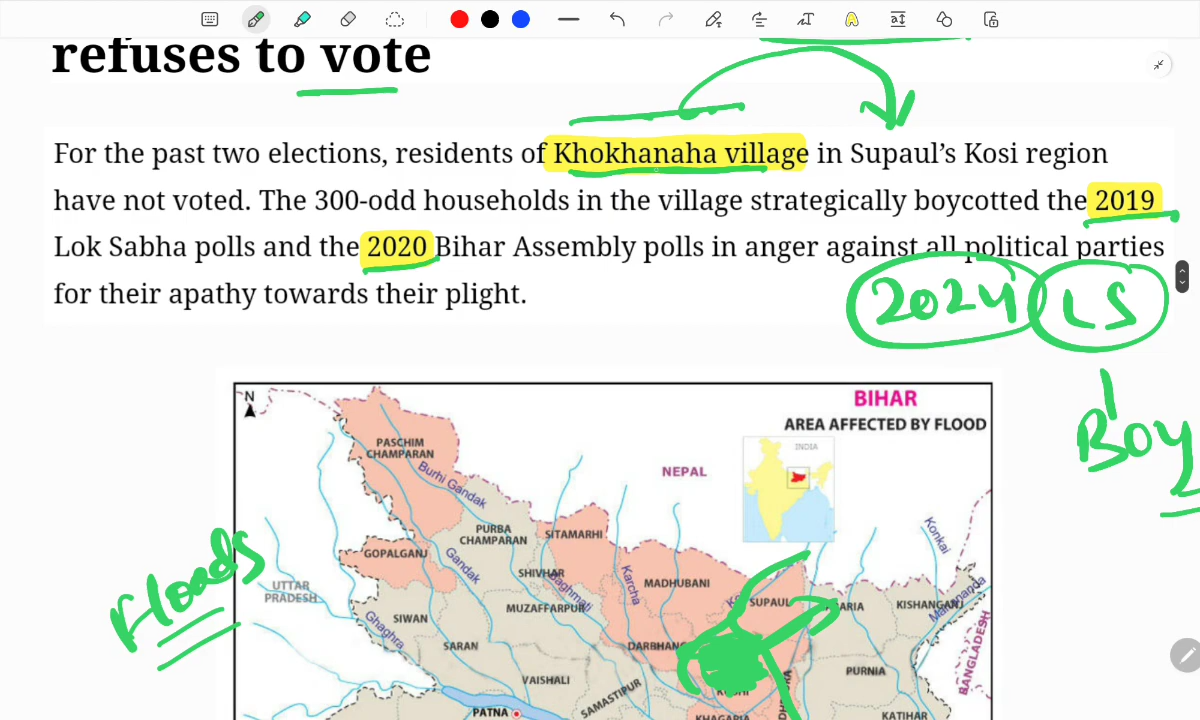 refuses to vote
For the past two elections, residents of Khokhanaha village in Supaul’s Kosi region
have not voted. The 300-odd households in the village strategically boycotted the 2019
Lok Sabha polls and the 2020 Bihar Assembly polls in anger against all political parties
for their apathy towards their plight.
2024 LS
Boy
N
BIHAR
AREA AFFECTED BY FLOOD
INDIA
NEPAL
PASCHIM
CHAMPARAN
Burhi Gandak
PURBA
CHAMPARAN
SITAMARHI
Konkai
GOPALGANJ
Gandak
SHIVHAR
Baghmati
Karcha
MADHUBANI
SUPAUL
KISHANGANJ
Mahananda
Floods
UTTAR
PRADESH
SIWAN
MUZAFFARPUR
Ghaghra
SARAN
PURNIA
BANGLADESH
VAISHALI
SAMASTIPUR
PATNA
KHAGARIA
KATIHAR